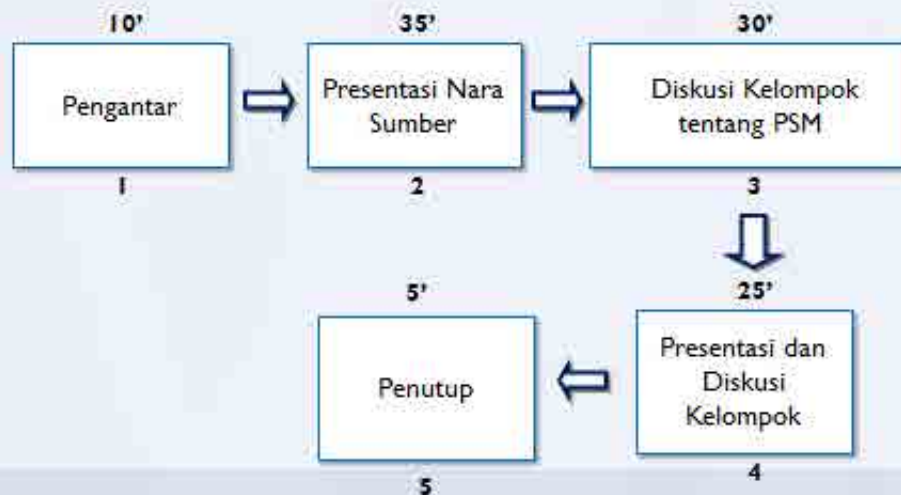 10'
Pengantar
1
35'
Presentasi Nara
Sumber
2
30'
Diskusi Kelompok
tentang PSM
3
25'
Presentasi dan
Diskusi
Kelompok
4
5'
Penutup
5